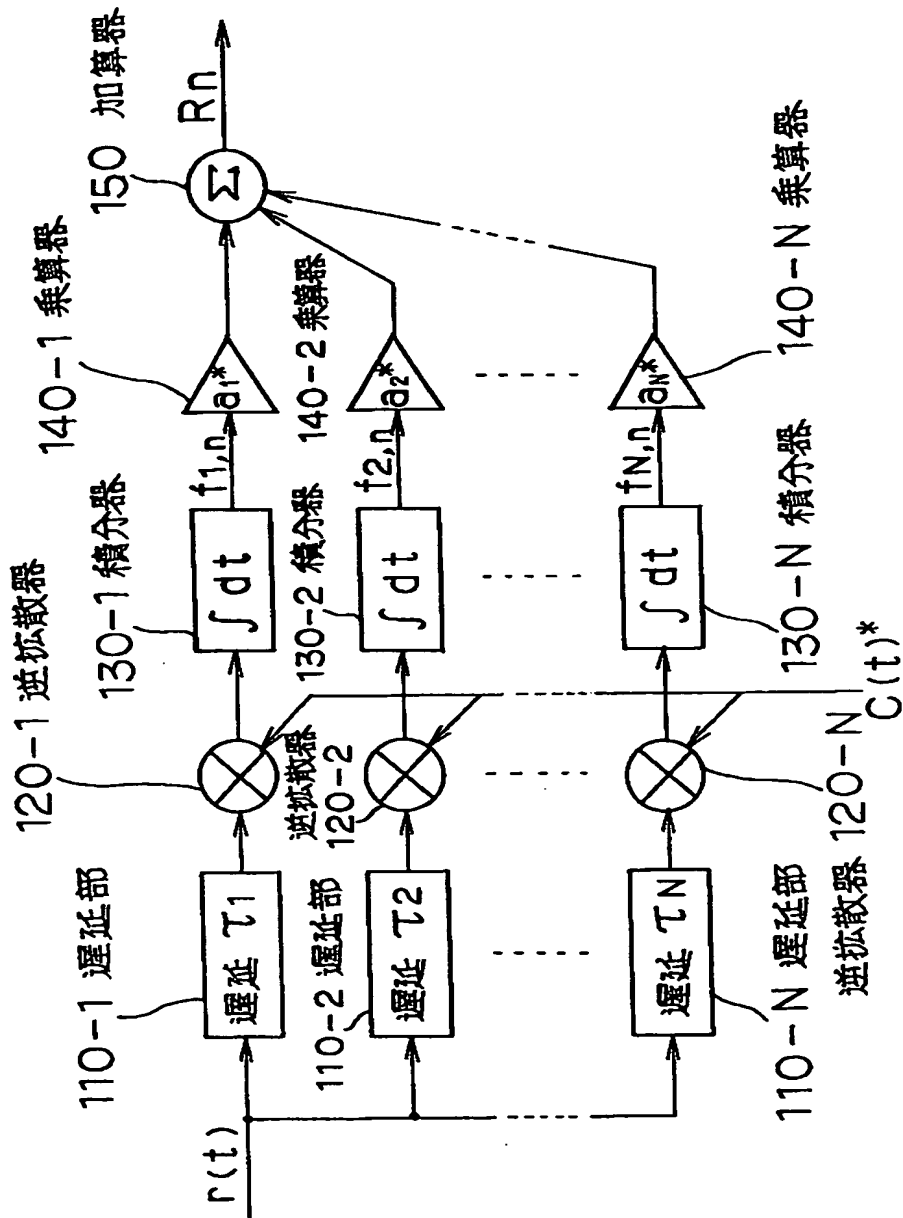 r(t)
110-1 遅延部
遅延 τ1
120-1 逆拡散器
130-1 積分器
∫dt
f1,n
140-1 乗算器
a1*
150 加算器
Σ
Rn
110-2 遅延部
遅延 τ2
逆拡散器
120-2
130-2 積分器
∫dt
f2,n
140-2 乗算器
a2*
110-N 遅延部
遅延 τN
逆拡散器 120-N
C(t)*
130-N 積分器
∫dt
fN,n
140-N 乗算器
aN*